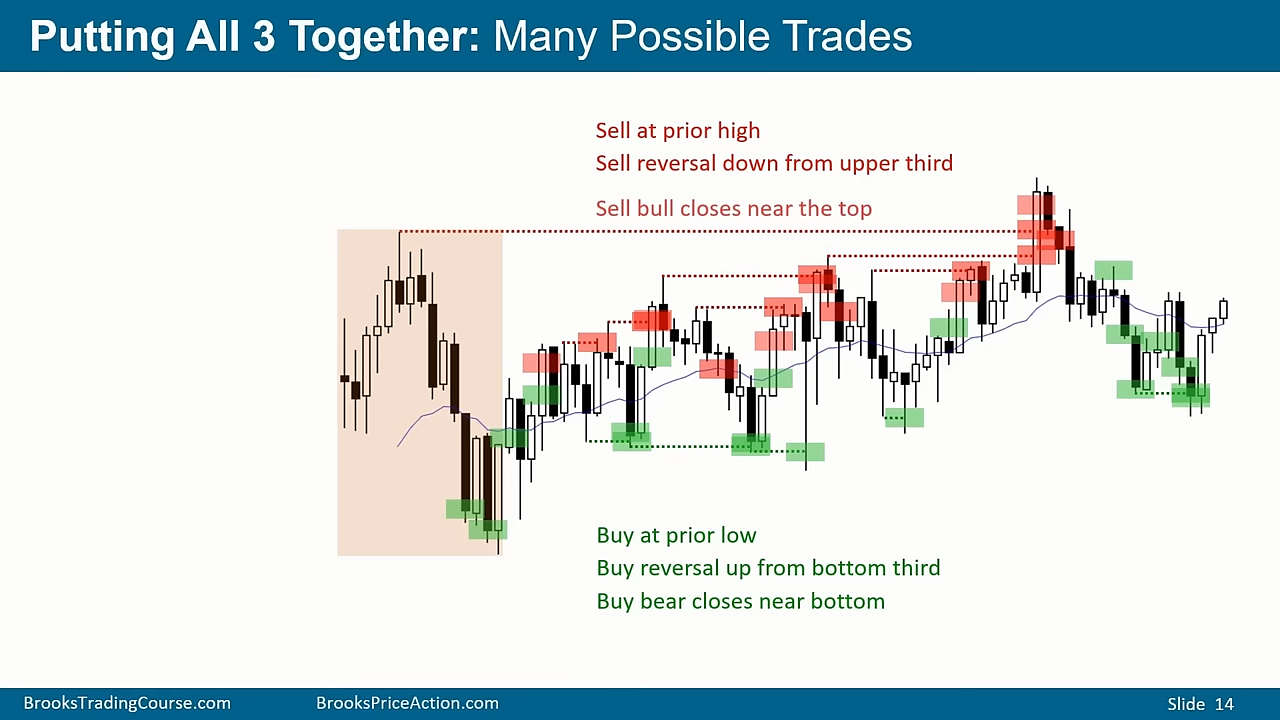 Putting All 3 Together: Many Possible Trades
Sell at prior high
Sell reversal down from upper third
Sell bull closes near the top
Buy at prior low
Buy reversal up from bottom third
Buy bear closes near bottom
BrooksTradingCourse.com
BrooksPriceAction.com
Slide 14